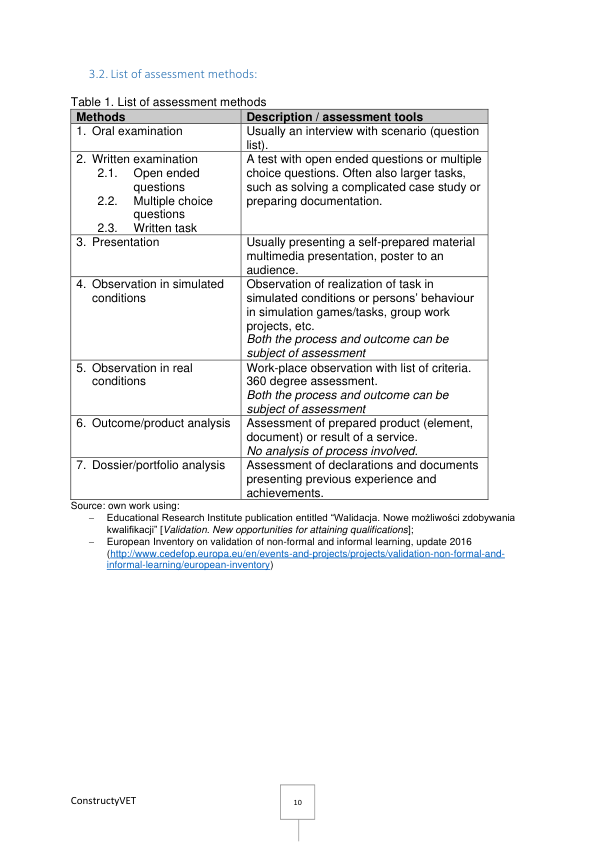 3.2. List of assessment methods:
Table 1. List of assessment methods
Methods
Description / assessment tools
1. Oral examination
Usually an interview with scenario (question
list).
2. Written examination
2.1. Open ended
questions
2.2. Multiple choice
questions
2.3. Written task
A test with open ended questions or multiple
choice questions. Often also larger tasks,
such as solving a complicated case study or
preparing documentation.
3. Presentation
Usually presenting a self-prepared material
multimedia presentation, poster to an
audience.
4. Observation in simulated
conditions
Observation of realization of task in
simulated conditions or persons' behaviour
in simulation games/tasks, group work
projects, etc.
Both the process and outcome can be
subject of assessment
5. Observation in real
conditions
Work-place observation with list of criteria.
360 degree assessment.
Both the process and outcome can be
subject of assessment
6. Outcome/product analysis
Assessment of prepared product (element,
document) or result of a service.
No analysis of process involved.
7. Dossier/portfolio analysis
Assessment of declarations and documents
presenting previous experience and
achievements.
Source: own work using:
– Educational Research Institute publication entitled “Walidacja. Nowe możliwości zdobywania
kwalifikacji” [Validation. New opportunities for attaining qualifications];
– European Inventory on validation of non-formal and informal learning, update 2016
(http://www.cedefop.europa.eu/en/events-and-projects/projects/validation-non-formal-and-
informal-learning/european-inventory)
ConstructyVET
10